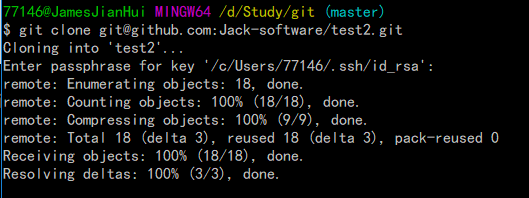 77146@JamesJianHui MINGW64 /d/Study/git (master)
$ git clone git@github.com:Jack-software/test2.git
Cloning into 'test2'...
Enter passphrase for key '/c/Users/77146/.ssh/id_rsa':
remote: Enumerating objects: 18, done.
remote: Counting objects: 100% (18/18), done.
remote: Compressing objects: 100% (9/9), done.
remote: Total 18 (delta 3), reused 18 (delta 3), pack-reused 0
Receiving objects: 100% (18/18), done.
Resolving deltas: 100% (3/3), done.